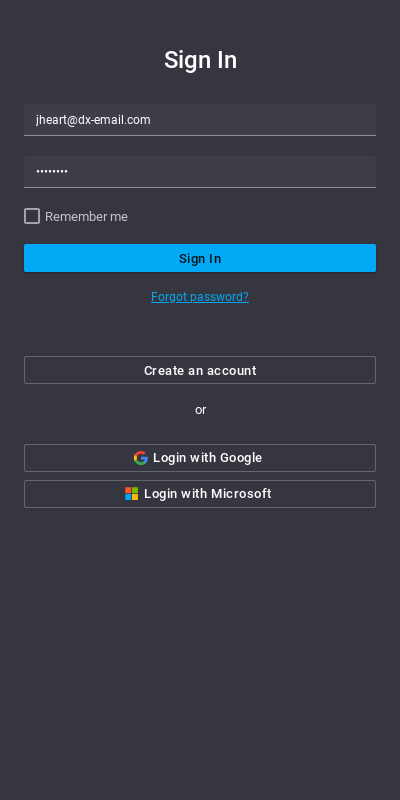 Sign In
jheart@dx-email.com
••••••••
Remember me
Sign In
Forgot password?
Create an account
or
Login with Google
Login with Microsoft